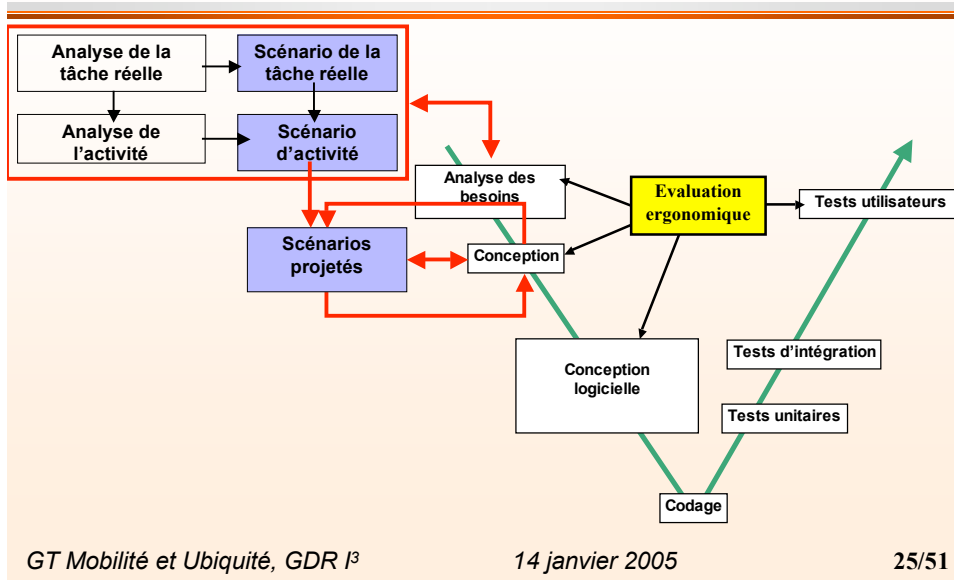 Analyse de la
tâche réelle
Scénario de la
tâche réelle
Analyse de
l'activité
Scénario
d'activité
Analyse des
besoins
Evaluation
ergonomique
Tests utilisateurs
Scénarios
projetés
Conception
Conception
logicielle
Tests d'intégration
Tests unitaires
Codage
GT Mobilité et Ubiquité, GDR I³ 14 janvier 2005 25/51